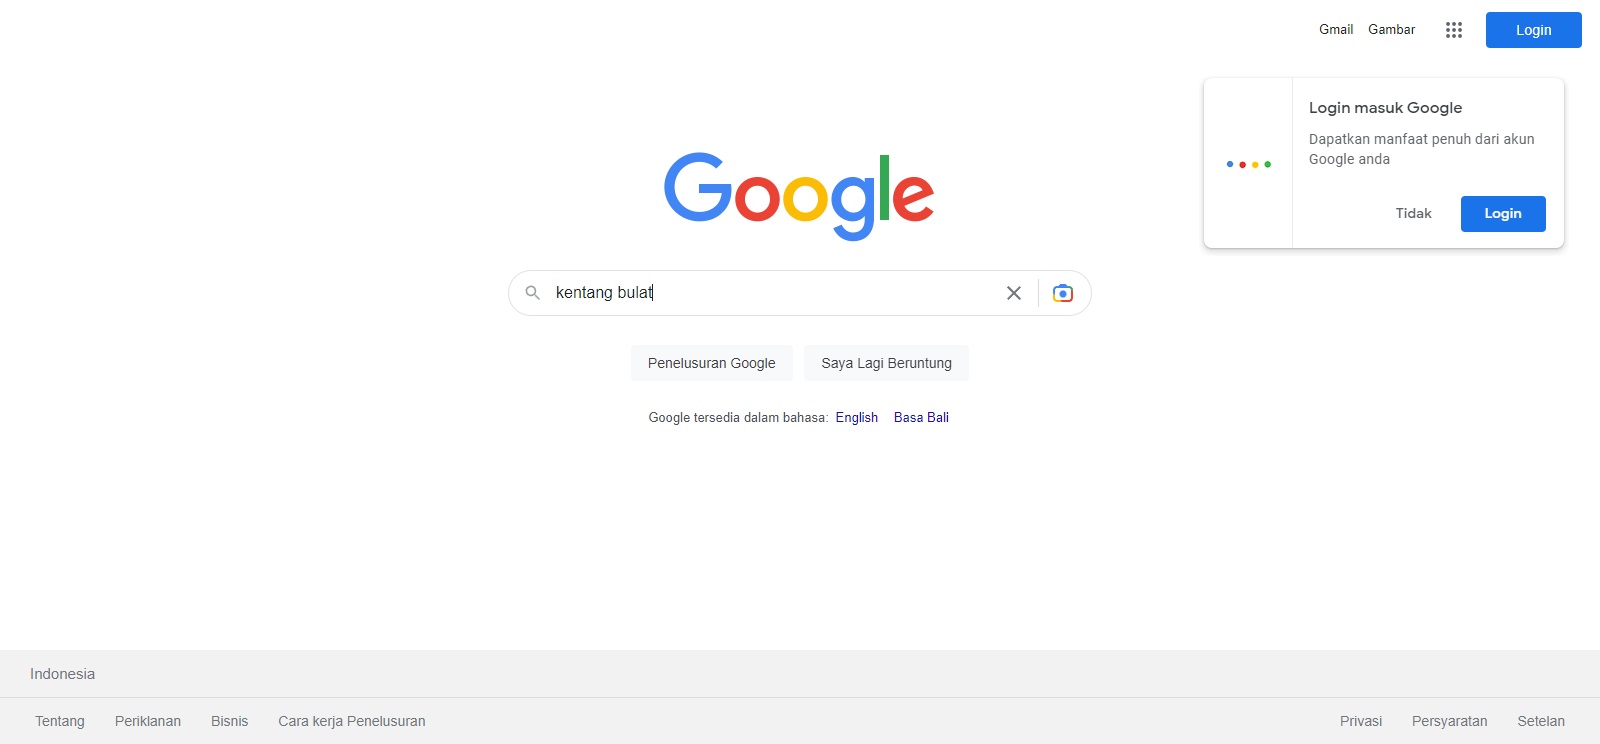 Gmail Gambar Login
Login masuk Google
Dapatkan manfaat penuh dari akun
Google anda
Tidak Login
Google
kentang bulat
Penelusuran Google Saya Lagi Beruntung
Google tersedia dalam bahasa: English Basa Bali
Indonesia
Tentang Periklanan Bisnis Cara kerja Penelusuran Privasi Persyaratan Setelan